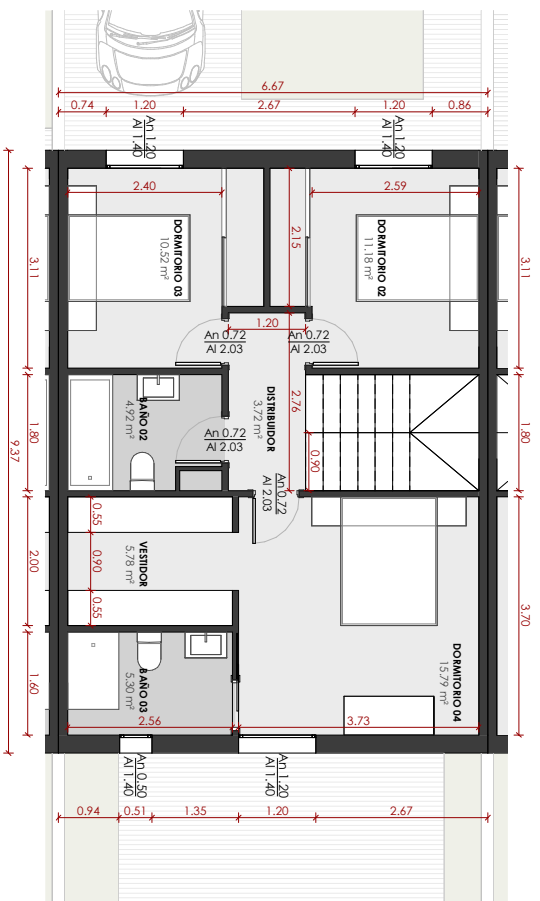 6.67
0.74
1.20
2.67
1.20
0.86
An 1.20
Al 1.40
An 1.20
Al 1.40
2.40
2.59
DORMITORIO 03
10.52 m²
2.15
DORMITORIO 02
11.18 m²
3.11
3.11
1.20
An 0.72
Al 2.03
An 0.72
Al 2.03
BAÑO 02
4.92 m²
DISTRIBUIDOR
3.72 m²
2.76
1.80
1.80
An 0.72
Al 2.03
0.90
9.37
An 0.72
Al 2.03
0.55
VESTIDOR
5.78 m²
0.90
0.55
2.00
3.70
BAÑO 03
5.30 m²
DORMITORIO 04
15.79 m²
1.60
2.56
3.73
An 0.50
Al 1.40
An 1.20
Al 1.40
0.94
0.51
1.35
1.20
2.67